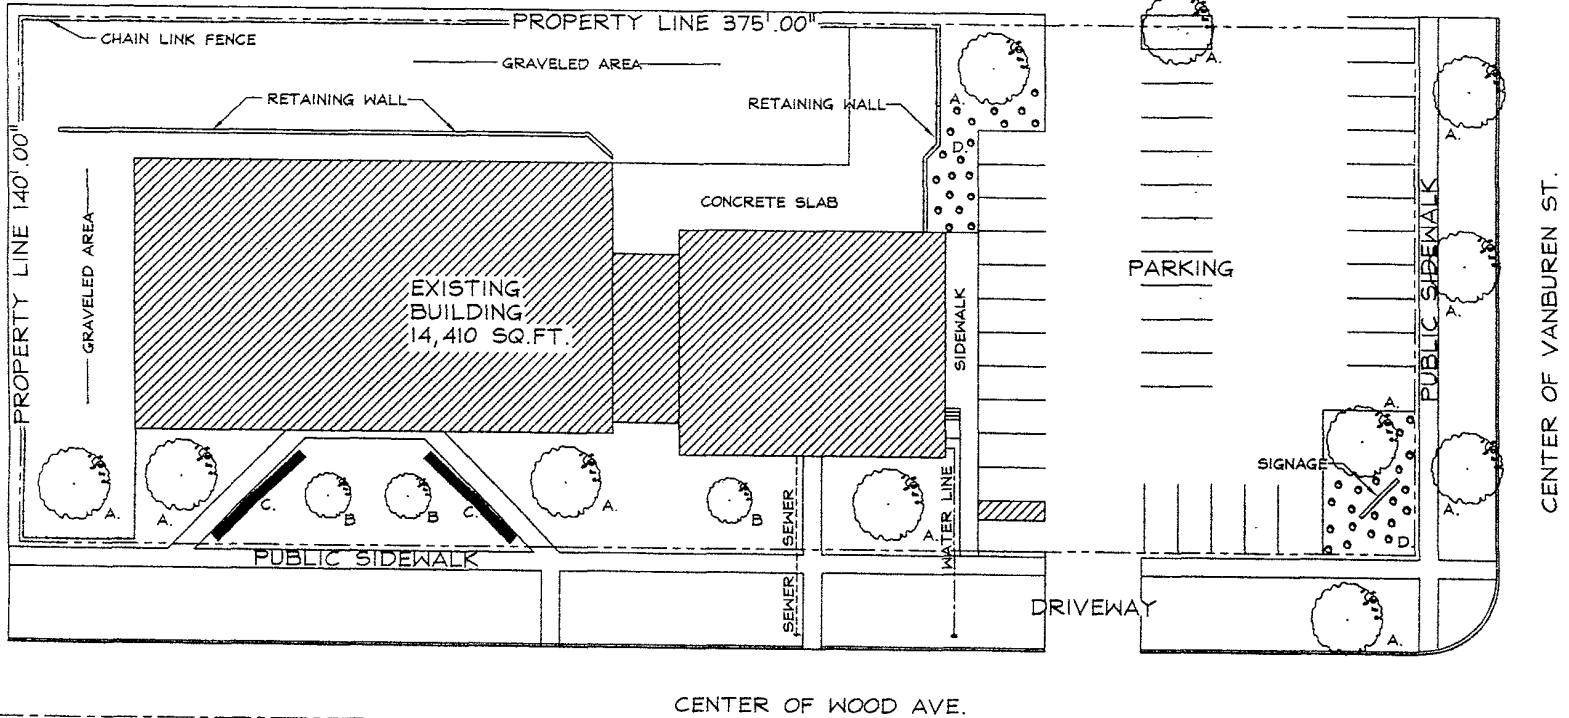 PROPERTY LINE 375'.00"
CHAIN LINK FENCE
GRAVELED AREA
A.
RETAINING WALL
RETAINING WALL
A.
A.
D.
PROPERTY LINE 140'.00"
GRAVELED AREA
CONCRETE SLAB
EXISTING
BUILDING
14,410 SQ.FT.
SIDEWALK
PARKING
PUBLIC SIDEWALK
A.
CENTER OF VANBUREN ST.
A.
SIGNAGE
A.
D.
A.
A.
C.
B
B
C.
A.
B
SEWER
A.
WATER LINE
PUBLIC SIDEWALK
SEWER
DRIVEWAY
A.
CENTER OF WOOD AVE.